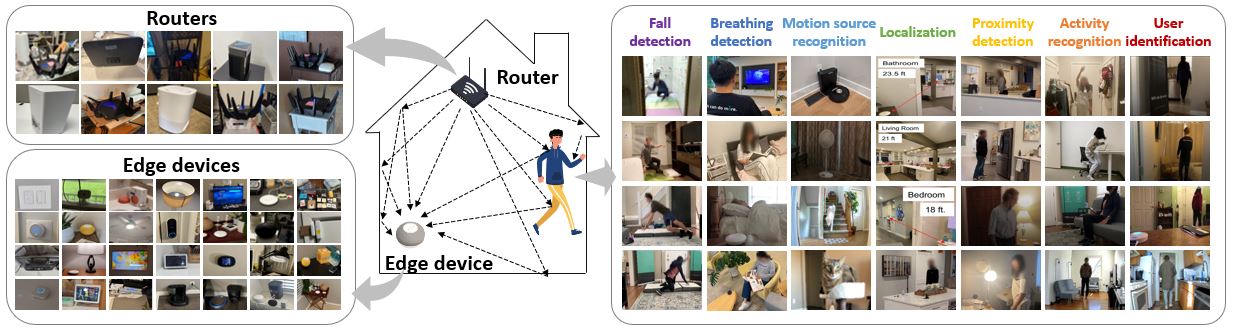 Routers
Edge devices
Router
Edge device
Fall
detection
Breathing
detection
Motion source
recognition
Localization
Proximity
detection
Activity
recognition
User
identification
Bathroom
23.5 ft
Living Room
21 ft
Bedroom
18 ft.